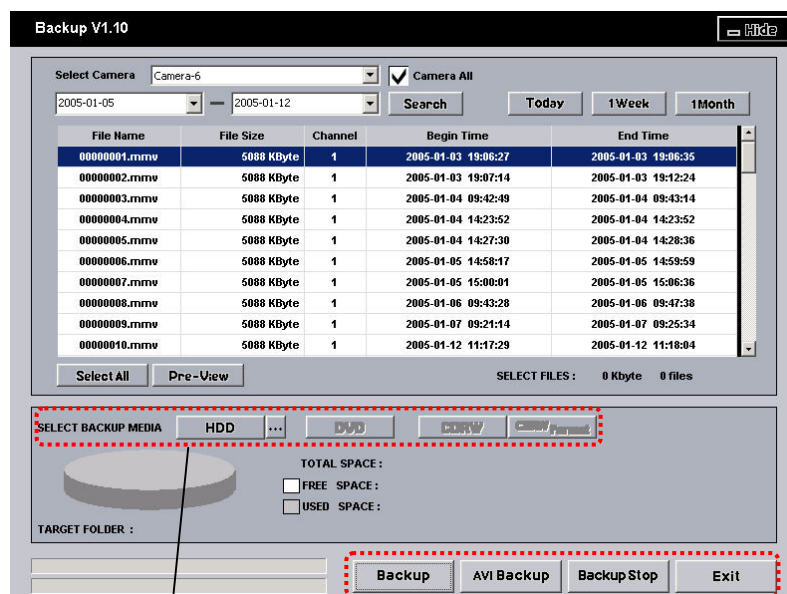 Backup V1.10 Hide
Select Camera Camera-6 Camera All
2005-01-05 — 2005-01-12 Search Today 1Week 1Month
File Name File Size Channel Begin Time End Time
00000001.mmv 5088 KByte 1 2005-01-03 19:06:27 2005-01-03 19:06:35
00000002.mmv 5088 KByte 1 2005-01-03 19:07:14 2005-01-03 19:12:24
00000003.mmv 5088 KByte 1 2005-01-04 09:42:49 2005-01-04 09:43:14
00000004.mmv 5088 KByte 1 2005-01-04 14:23:52 2005-01-04 14:23:52
00000005.mmv 5088 KByte 1 2005-01-04 14:27:30 2005-01-04 14:28:36
00000006.mmv 5088 KByte 1 2005-01-05 14:58:17 2005-01-05 14:59:59
00000007.mmv 5088 KByte 1 2005-01-05 15:00:01 2005-01-05 15:06:36
00000008.mmv 5088 KByte 1 2005-01-06 09:43:28 2005-01-06 09:47:38
00000009.mmv 5088 KByte 1 2005-01-07 09:21:14 2005-01-07 09:25:34
00000010.mmv 5088 KByte 1 2005-01-12 11:17:29 2005-01-12 11:18:04
Select All Pre-View SELECT FILES : 0 Kbyte 0 files
SELECT BACKUP MEDIA HDD ... DVD CDRW CDRW Format
TOTAL SPACE :
FREE SPACE :
USED SPACE :
TARGET FOLDER :
Backup AVI Backup Backup Stop Exit